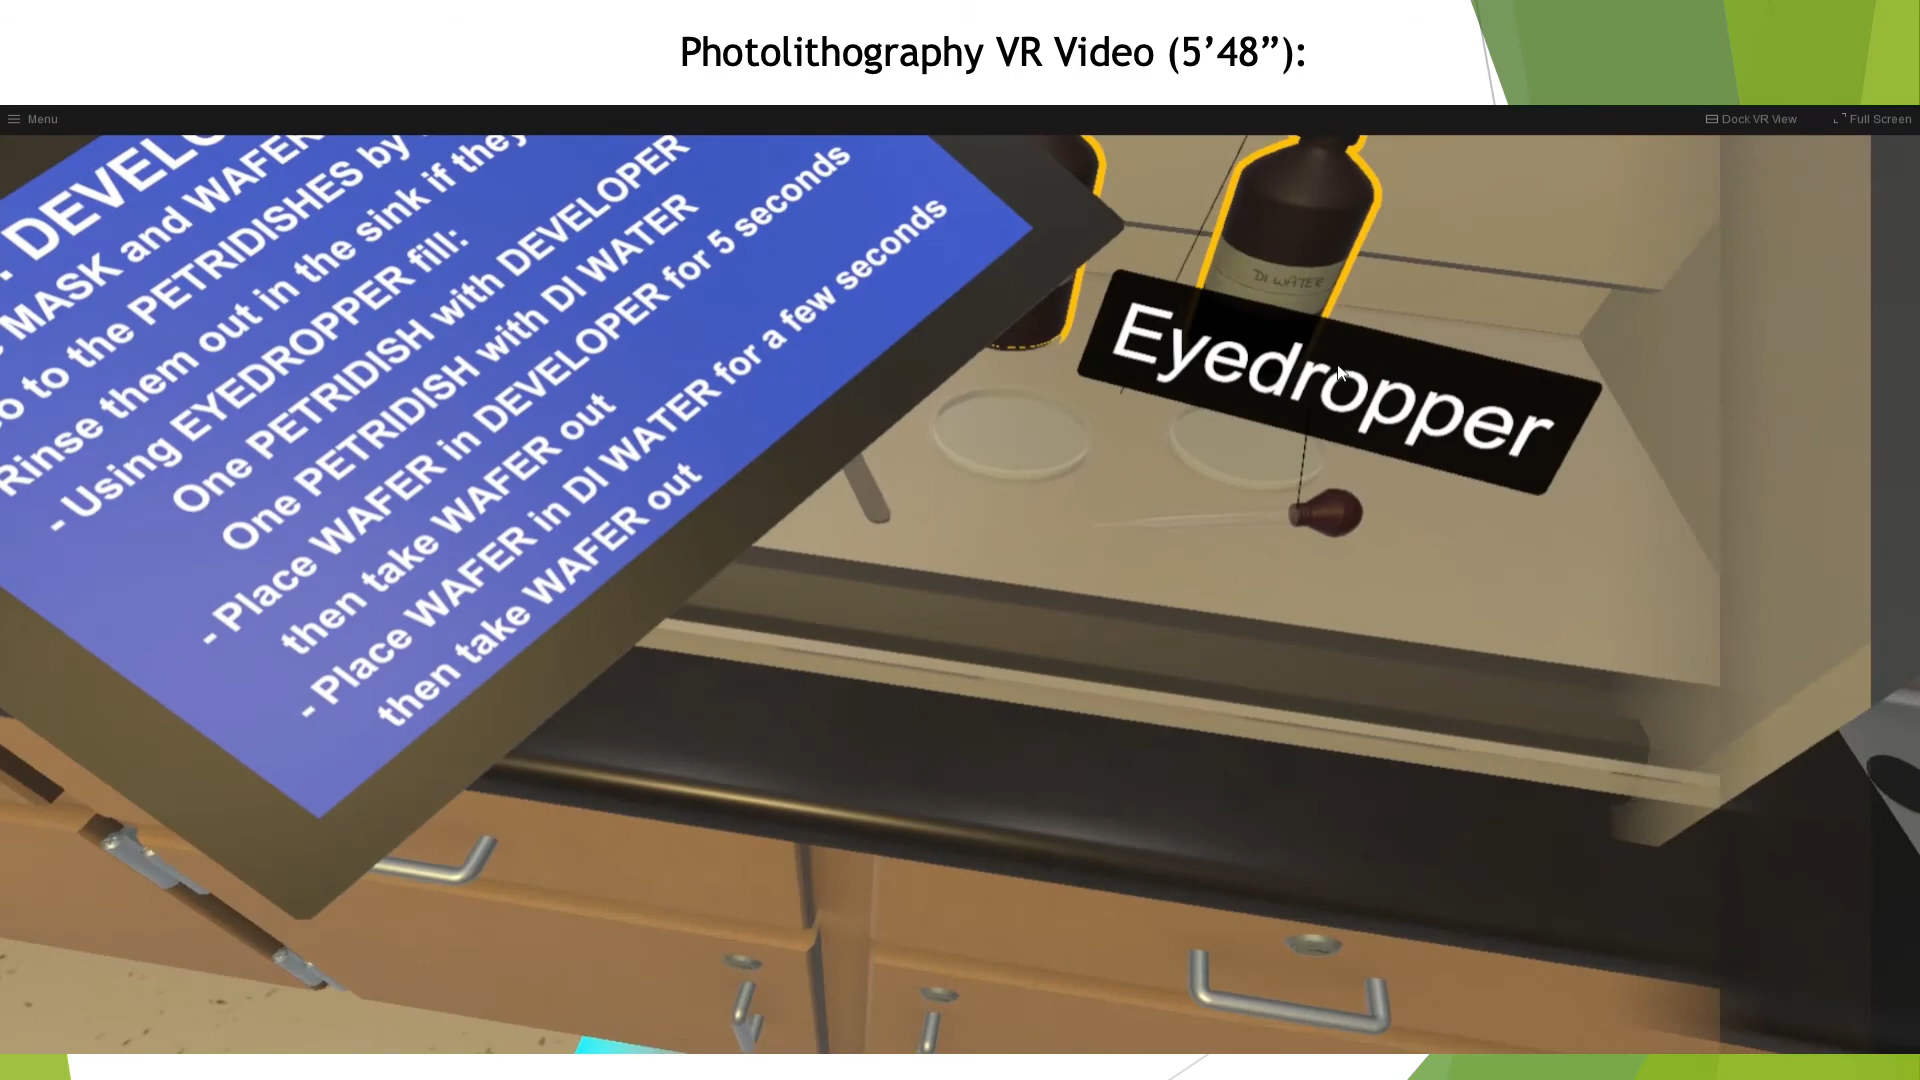 Photolithography VR Video (5’48”):
Menu
Dock VR View
Full Screen
. DEVELO
MASK and WAFER
o to the PETRIDISHES by
Rinse them out in the sink if they
- Using EYEDROPPER fill:
One PETRIDISH with DEVELOPER
One PETRIDISH with DI WATER
- Place WAFER in DEVELOPER for 5 seconds
then take WAFER out
- Place WAFER in DI WATER for a few seconds
then take WAFER out
DI WATER
Eyedropper